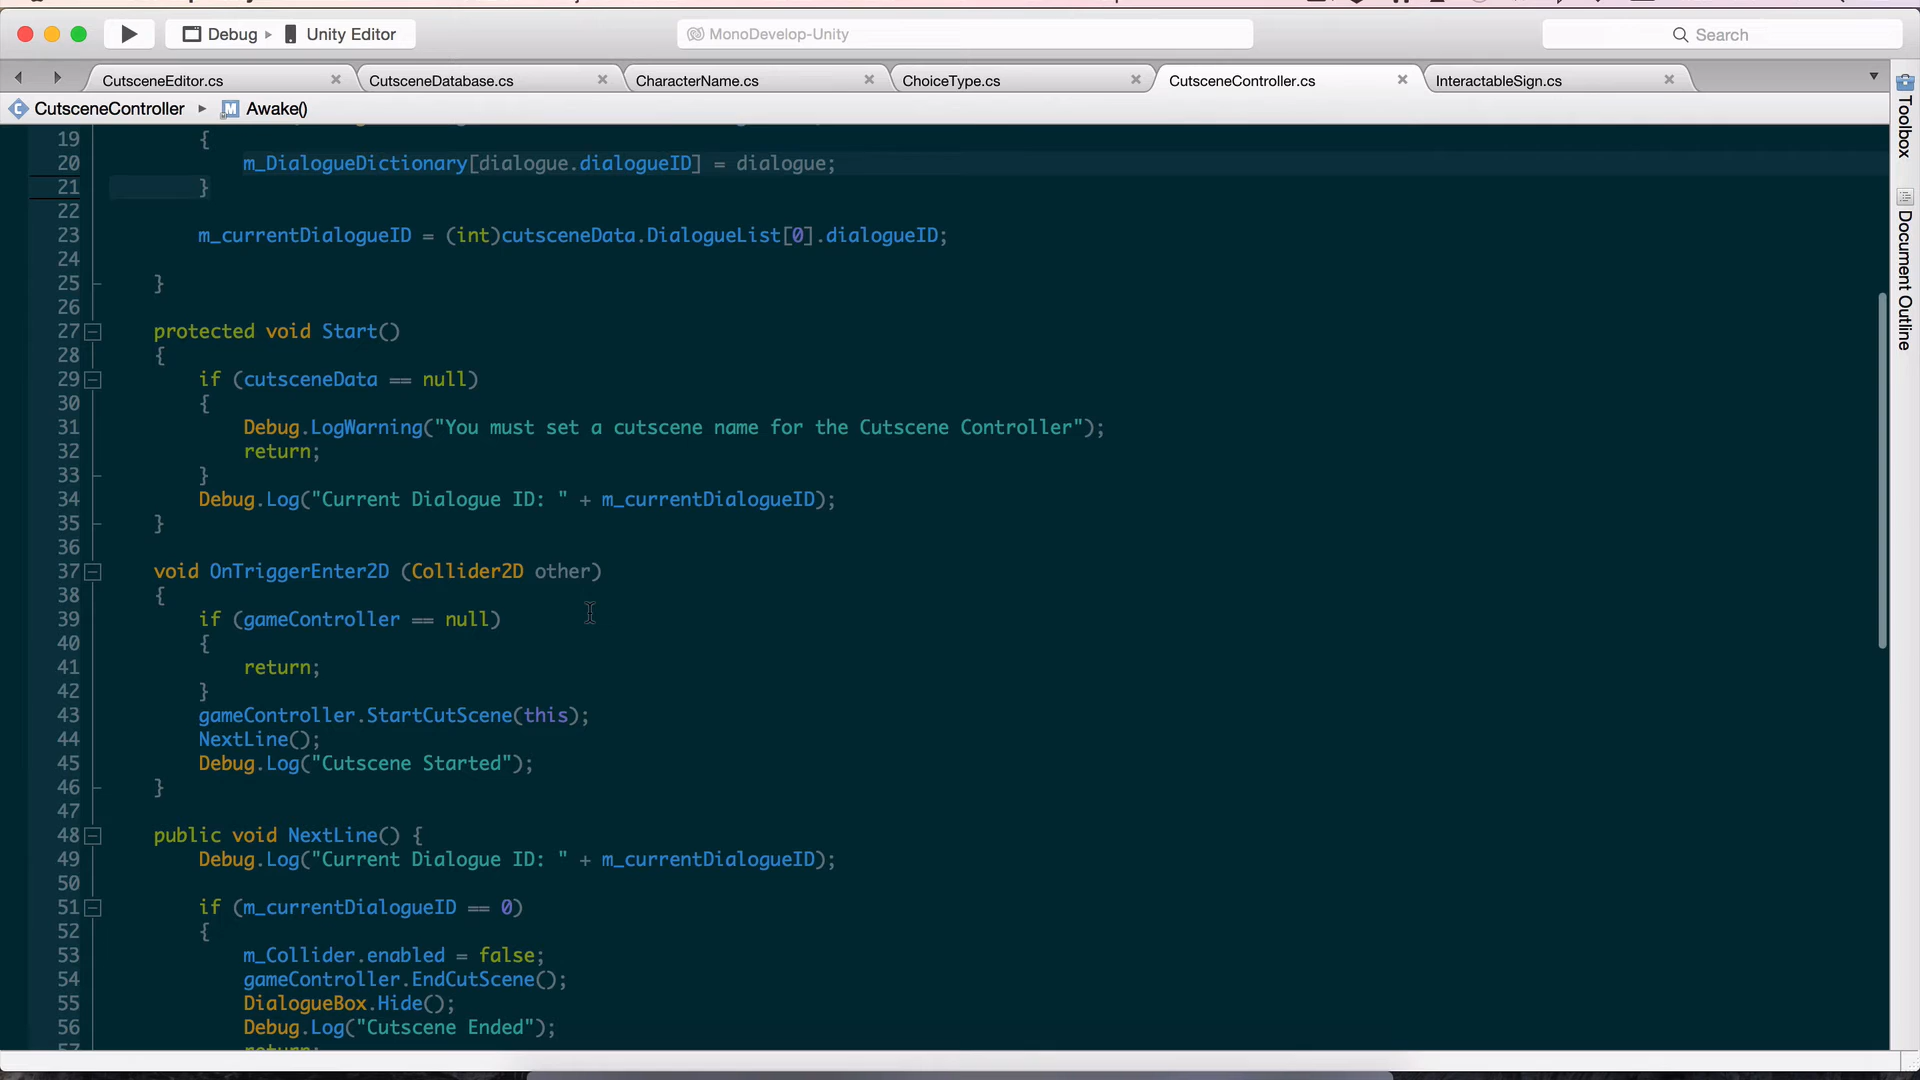 Debug ▸ Unity Editor
MonoDevelop-Unity
Search
CutsceneEditor.cs
CutsceneDatabase.cs
CharacterName.cs
ChoiceType.cs
CutsceneController.cs
InteractableSign.cs
CutsceneController ▸ M Awake()
Toolbox
Document Outline
19 {
20 m_DialogueDictionary[dialogue.dialogueID] = dialogue;
21 }
22
23 m_currentDialogueID = (int)cutsceneData.DialogueList[0].dialogueID;
24
25 }
26
27 protected void Start()
28 {
29 if (cutsceneData == null)
30 {
31 Debug.LogWarning("You must set a cutscene name for the Cutscene Controller");
32 return;
33 }
34 Debug.Log("Current Dialogue ID: " + m_currentDialogueID);
35 }
36
37 void OnTriggerEnter2D (Collider2D other)
38 {
39 if (gameController == null)
40 {
41 return;
42 }
43 gameController.StartCutScene(this);
44 NextLine();
45 Debug.Log("Cutscene Started");
46 }
47
48 public void NextLine() {
49 Debug.Log("Current Dialogue ID: " + m_currentDialogueID);
50
51 if (m_currentDialogueID == 0)
52 {
53 m_Collider.enabled = false;
54 gameController.EndCutScene();
55 DialogueBox.Hide();
56 Debug.Log("Cutscene Ended");
57 return;